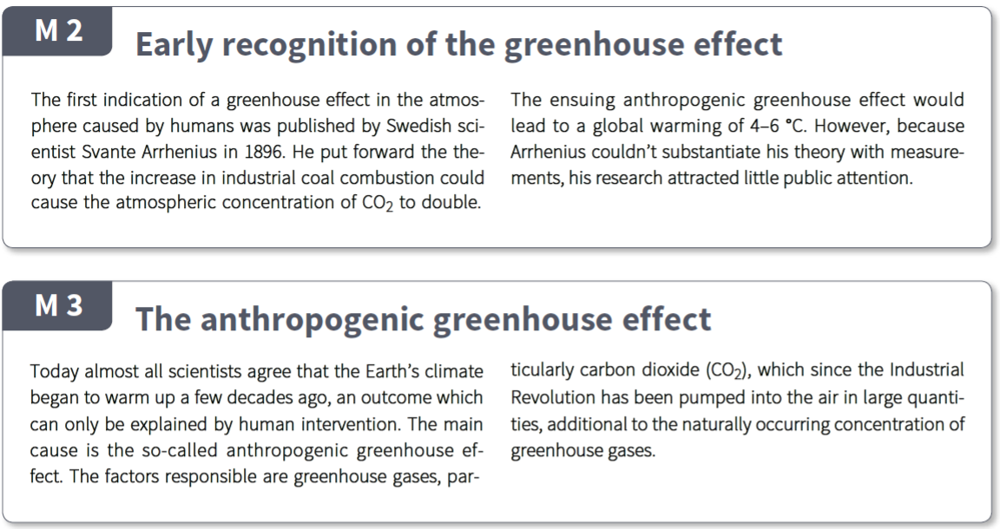 M 2
Early recognition of the greenhouse effect
The first indication of a greenhouse effect in the atmos-
phere caused by humans was published by Swedish sci-
entist Svante Arrhenius in 1896. He put forward the the-
ory that the increase in industrial coal combustion could
cause the atmospheric concentration of CO₂ to double.
The ensuing anthropogenic greenhouse effect would
lead to a global warming of 4–6 °C. However, because
Arrhenius couldn’t substantiate his theory with measure-
ments, his research attracted little public attention.
M 3
The anthropogenic greenhouse effect
Today almost all scientists agree that the Earth’s climate
began to warm up a few decades ago, an outcome which
can only be explained by human intervention. The main
cause is the so-called anthropogenic greenhouse ef-
fect. The factors responsible are greenhouse gases, par-
ticularly carbon dioxide (CO₂), which since the Industrial
Revolution has been pumped into the air in large quanti-
ties, additional to the naturally occurring concentration of
greenhouse gases.